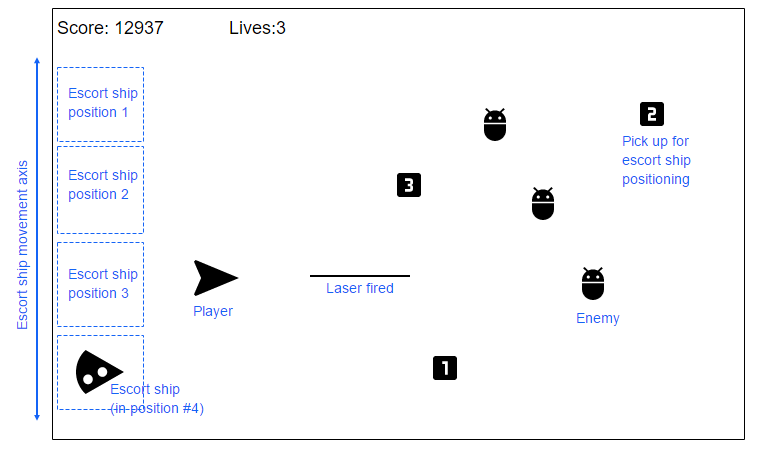 Score: 12937
Lives:3
Escort ship
position 1
2
Pick up for
escort ship
positioning
Escort ship
position 2
3
Escort ship movement axis
Escort ship
position 3
Laser fired
Player
Enemy
1
Escort ship
(in position #4)